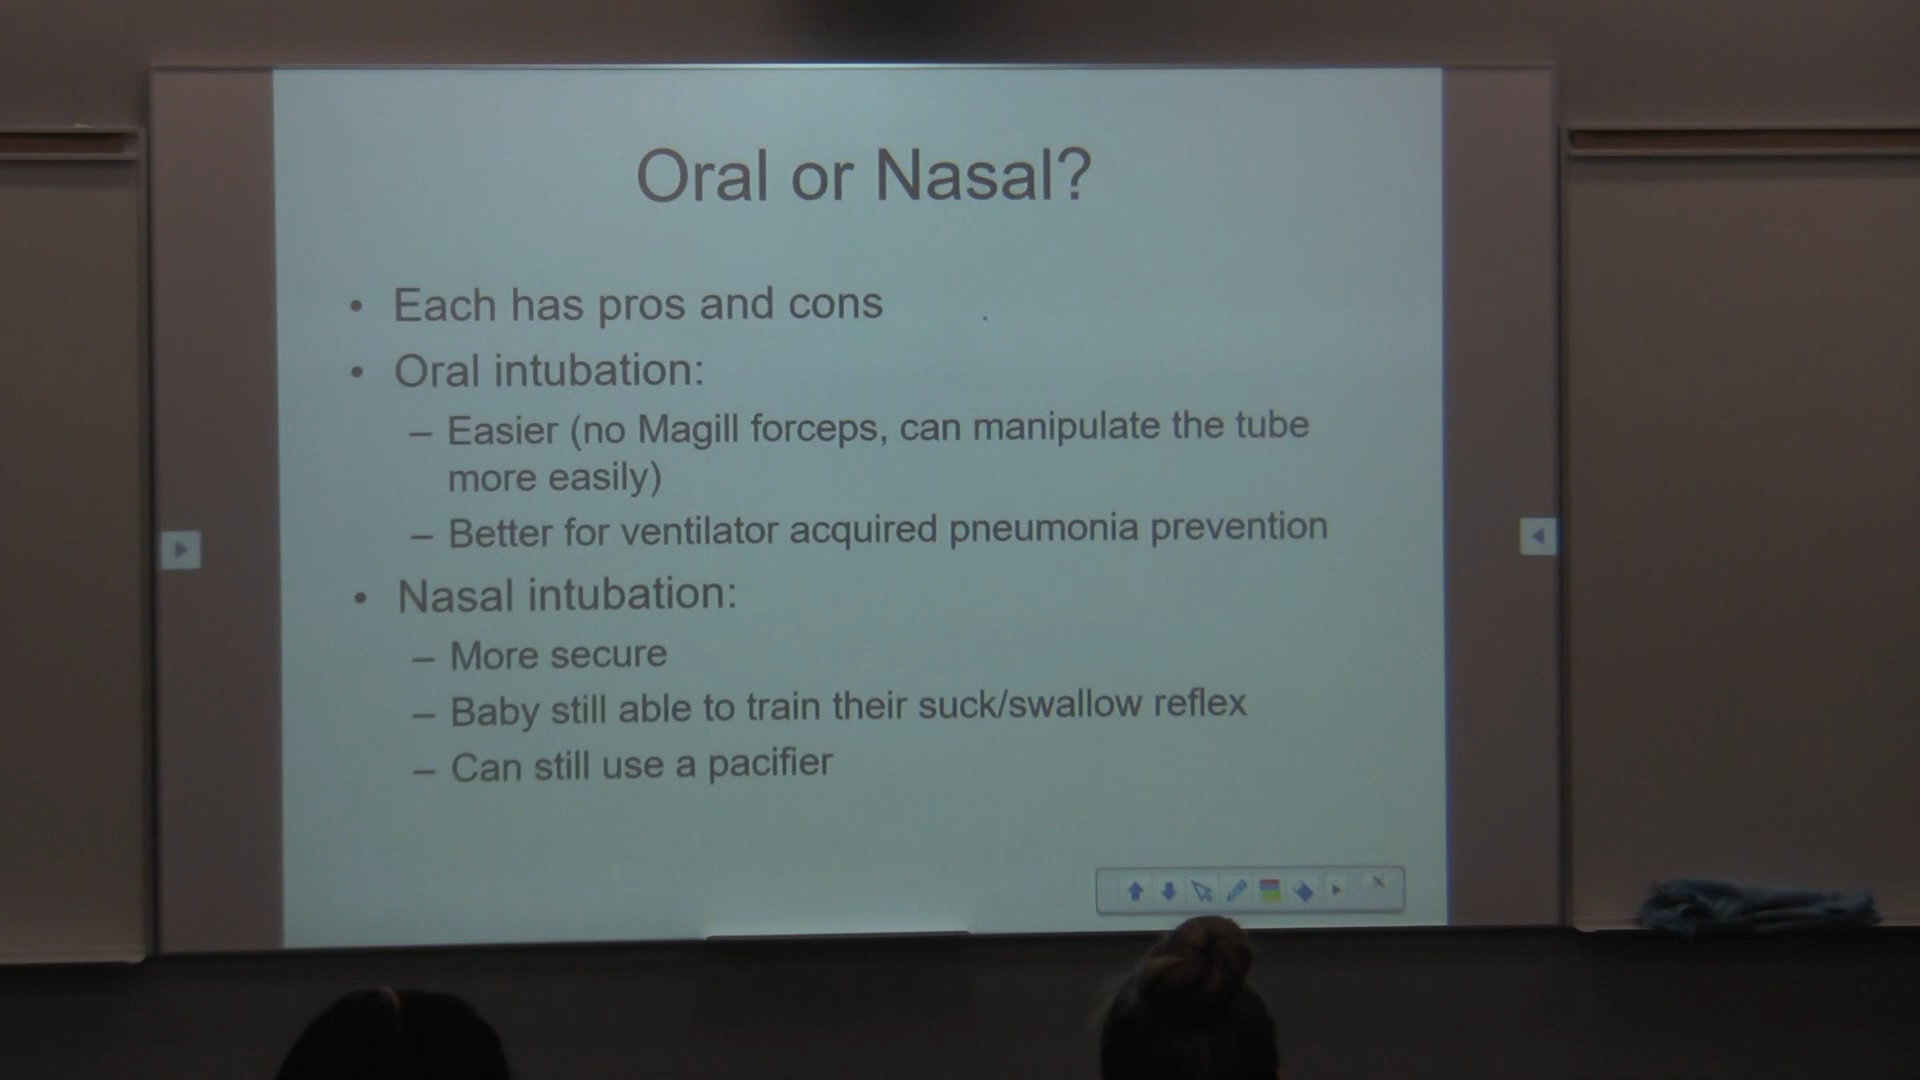 Oral or Nasal?
• Each has pros and cons
• Oral intubation:
– Easier (no Magill forceps, can manipulate the tube
more easily)
– Better for ventilator acquired pneumonia prevention
• Nasal intubation:
– More secure
– Baby still able to train their suck/swallow reflex
– Can still use a pacifier